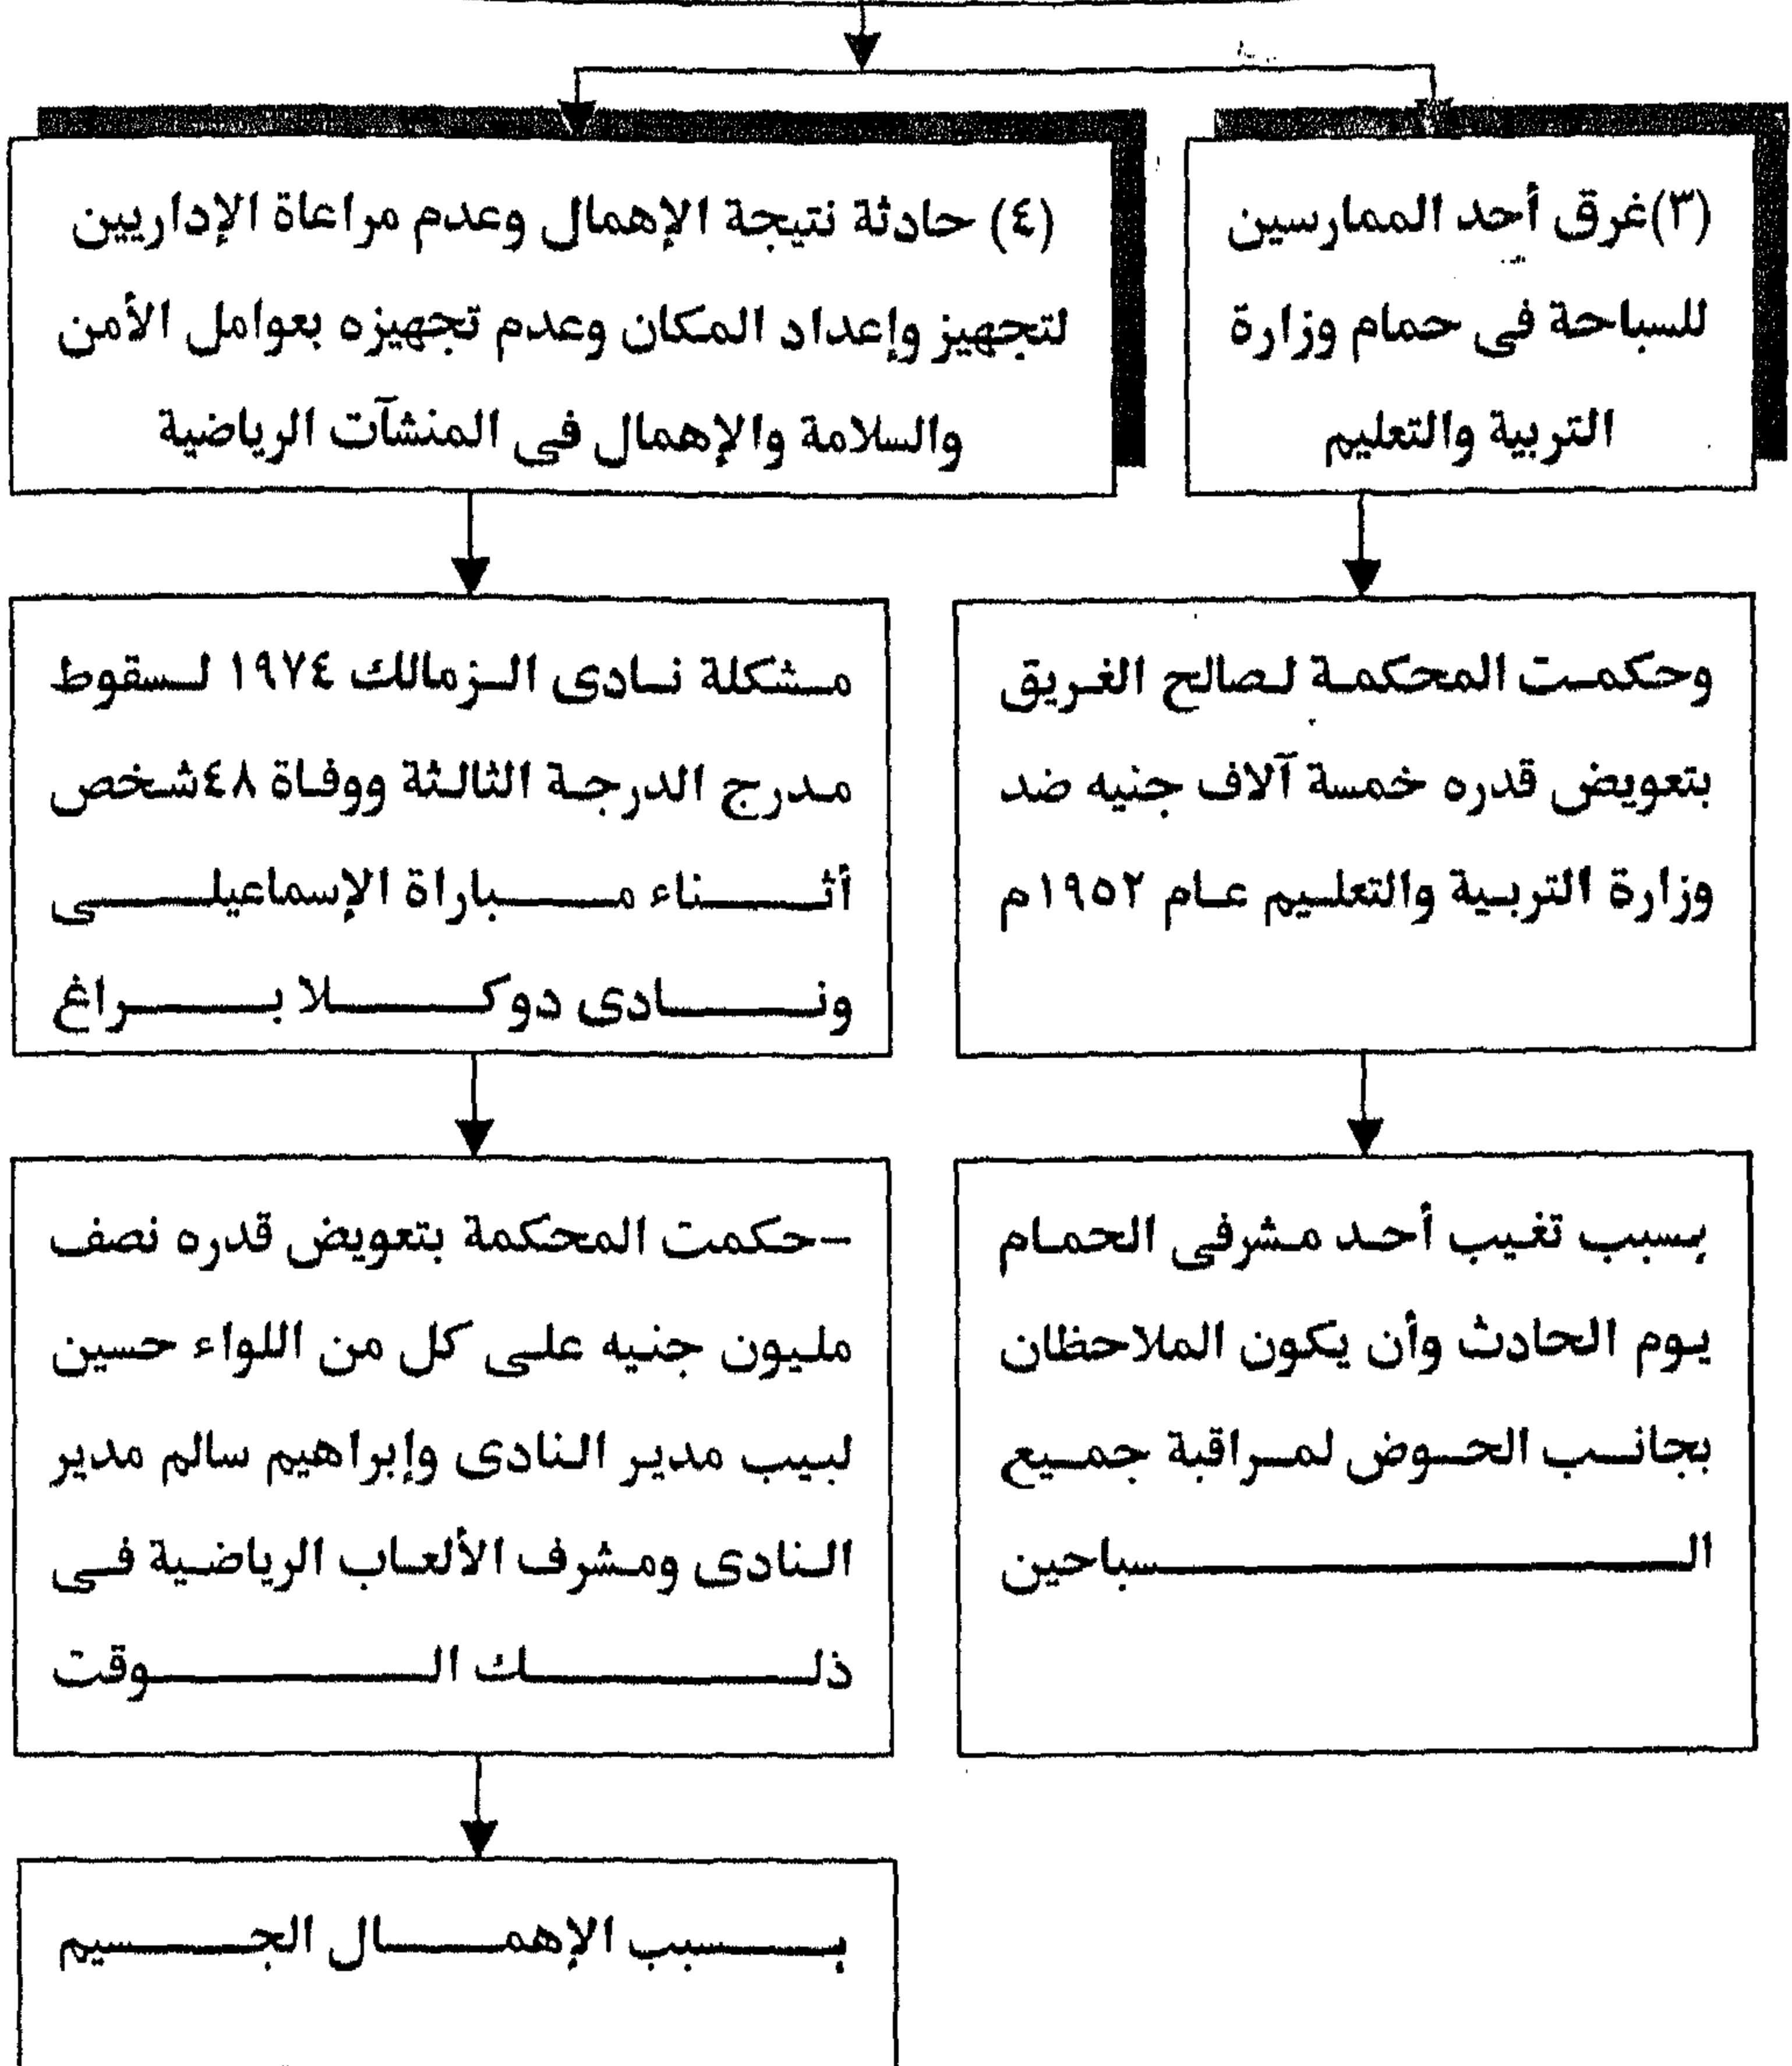 (٣)غرق أحد الممارسين
للسباحة فى حمام وزارة
التربية والتعليم
وحكمت المحكمة لصالح الغريق
بتعويض قدره خمسة آلاف جنيه ضد
وزارة التربية والتعليم عام ١٩٥٢م
بسبب تغيب أحد مشرفى الحمام
يوم الحادث وأن يكون الملاحظان
بجانب الحوض لمراقبة جميع
السباحين
(٤) حادثة نتيجة الإهمال وعدم مراعاة الإداريين
لتجهيز وإعداد المكان وعدم تجهيزه بعوامل الأمن
والسلامة والإهمال فى المنشآت الرياضية
مشكلة نادى الزمالك ١٩٧٤ لسقوط
مدرج الدرجة الثالثة ووفاة ٤٨شخص
أثناء مباراة الإسماعيلى
ونادى دوكلا براغ
-حكمت المحكمة بتعويض قدره نصف
مليون جنيه على كل من اللواء حسين
لبيب مدير النادى وإبراهيم سالم مدير
النادى ومشرف الألعاب الرياضية فى
ذلك الوقت
بسبب الإهمال الجسيم